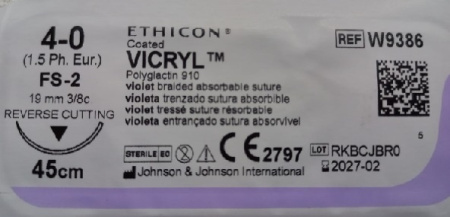 4-0
(1.5 Ph. Eur.)
FS-2
19 mm 3/8c
REVERSE CUTTING
45cm
ETHICON®
Coated
VICRYL™
Polyglactin 910
violet braided absorbable suture
violeta trenzado sutura absorbible
violet tressé suture résorbable
violeta entrançado sutura absorvível
STERILE EO 2 CE 2797
Johnson & Johnson International
REF W9386
5
LOT RKBCJBR0
2027-02